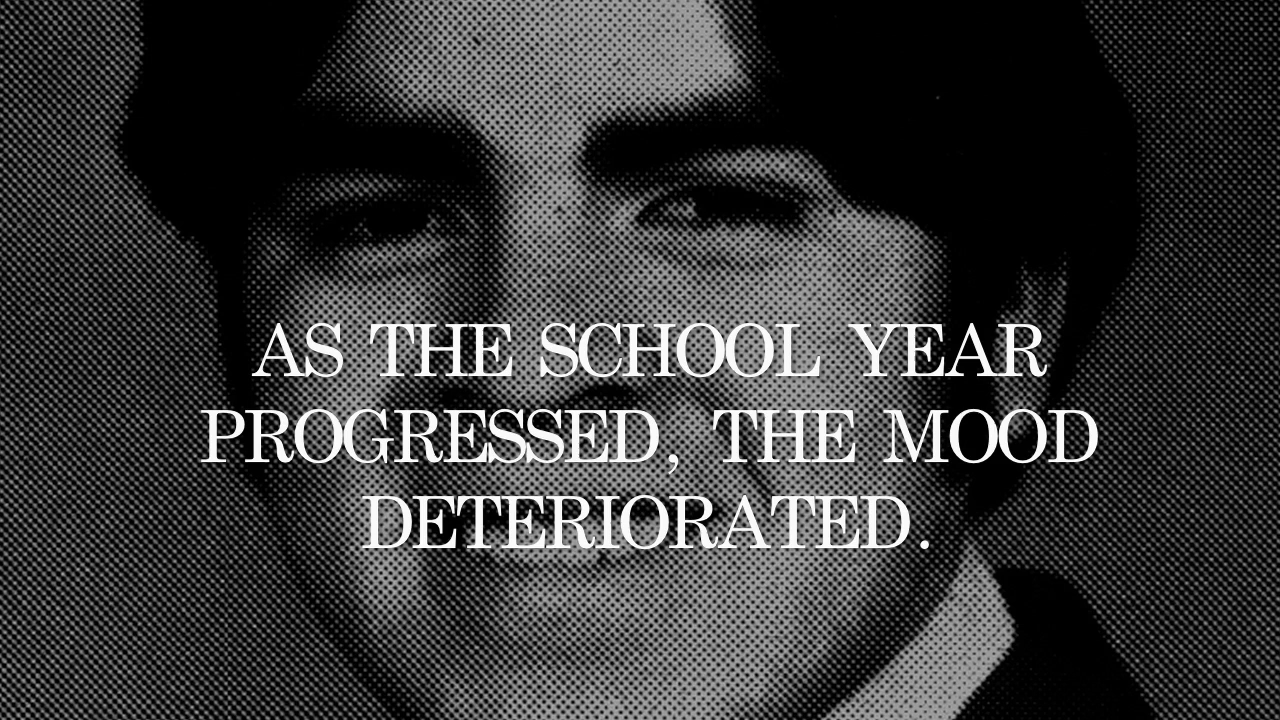 AS THE SCHOOL YEAR
PROGRESSED, THE MOOD
DETERIORATED.